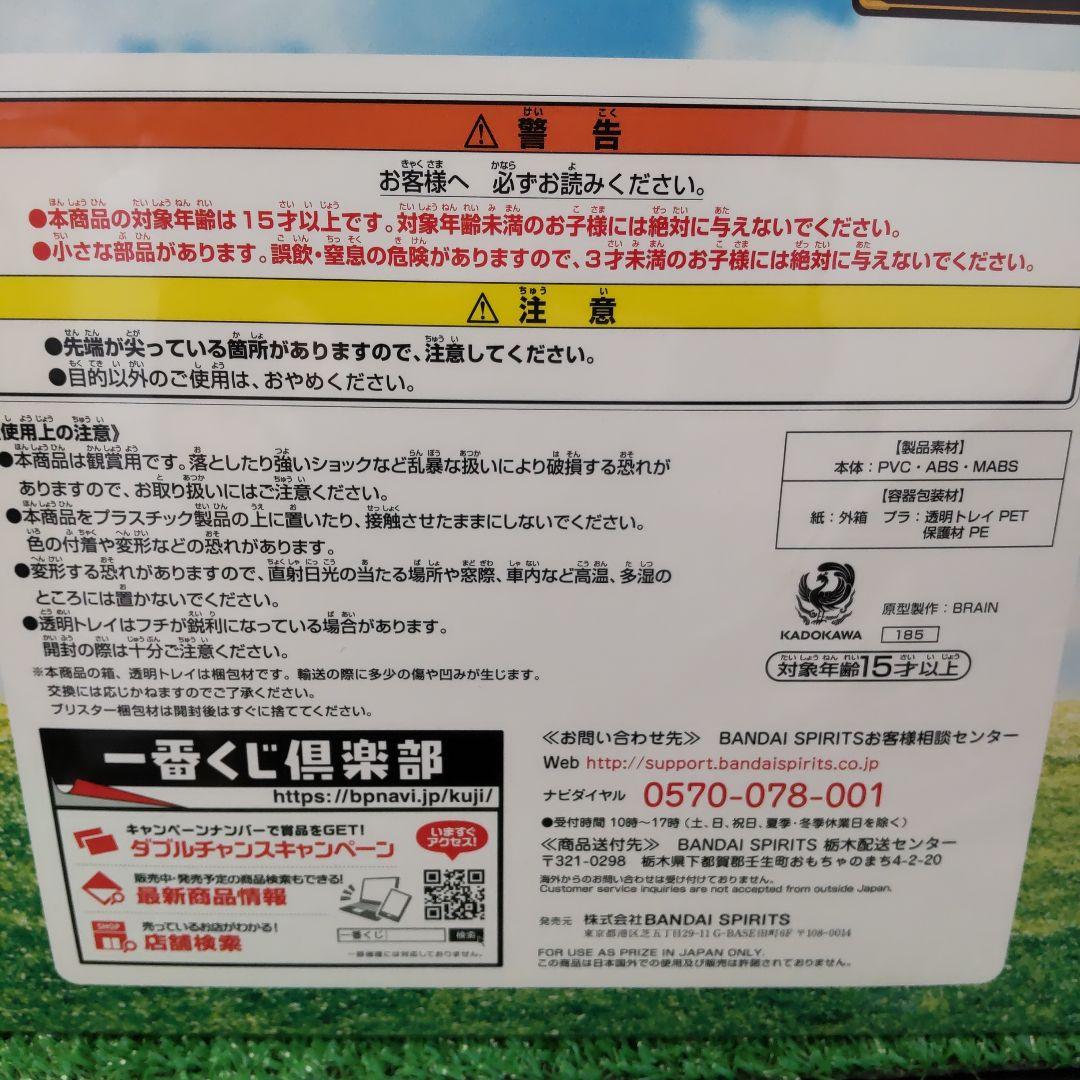 ⚠ 警告
お客様へ 必ずお読みください。
●本商品の対象年齢は15才以上です。対象年齢未満のお子様には絶対に与えないでください。
●小さな部品があります。誤飲・窒息の危険がありますので、3才未満のお子様には絶対に与えないでください。
⚠ 注意
●先端が尖っている箇所がありますので、注意してください。
●目的以外のご使用は、おやめください。
使用上の注意》
●本商品は観賞用です。落としたり強いショックなど乱暴な扱いにより破損する恐れが
ありますので、お取り扱いにはご注意ください。
●本商品をプラスチック製品の上に置いたり、接触させたままにしないでください。
色の付着や変形などの恐れがあります。
●変形する恐れがありますので、直射日光の当たる場所や窓際、車内など高温、多湿の
ところには置かないでください。
●透明トレイはフチが鋭利になっている場合があります。
開封の際は十分ご注意ください。
※本商品の箱、透明トレイは梱包材です。輸送の際に多少の傷や凹みが生じます。
交換には応じかねますのでご了承ください。
ブリスター梱包材は開封後はすぐに捨ててください。
【製品素材】
本体：PVC・ABS・MABS
【容器包装材】
紙：外箱 プラ：透明トレイ PET
保護材 PE
KADOKAWA
原型製作：BRAIN
185
対象年齢15才以上
一番くじ倶楽部
https://bpnavi.jp/kuji/
キャンペーンナンバーで賞品をGET!
ダブルチャンスキャンペーン
いますぐ
アクセス!
販売中・発売予定の商品検索もできる!
最新商品情報
SHOP
売っているお店がわかる!
店舗検索
一番くじ
検索
一部機種には対応しておりません。
≪お問い合わせ先≫ BANDAI SPIRITSお客様相談センター
Web http://support.bandaispirits.co.jp
ナビダイヤル 0570-078-001
●受付時間 10時〜17時（土、日、祝日、夏季・冬季休業日を除く）
≪商品送付先≫ BANDAI SPIRITS 栃木配送センター
〒321-0298 栃木県下都賀郡壬生町おもちゃのまち4-2-20
海外からのお問い合わせは受け付けておりません。
Customer service inquiries are not accepted from outside Japan.
発売元 株式会社BANDAI SPIRITS
東京都港区芝五丁目29-11 G-BASE田町6F 〒108-0014
FOR USE AS PRIZE IN JAPAN ONLY.
この商品は日本国外での使用及び販売は許諾されておりません。